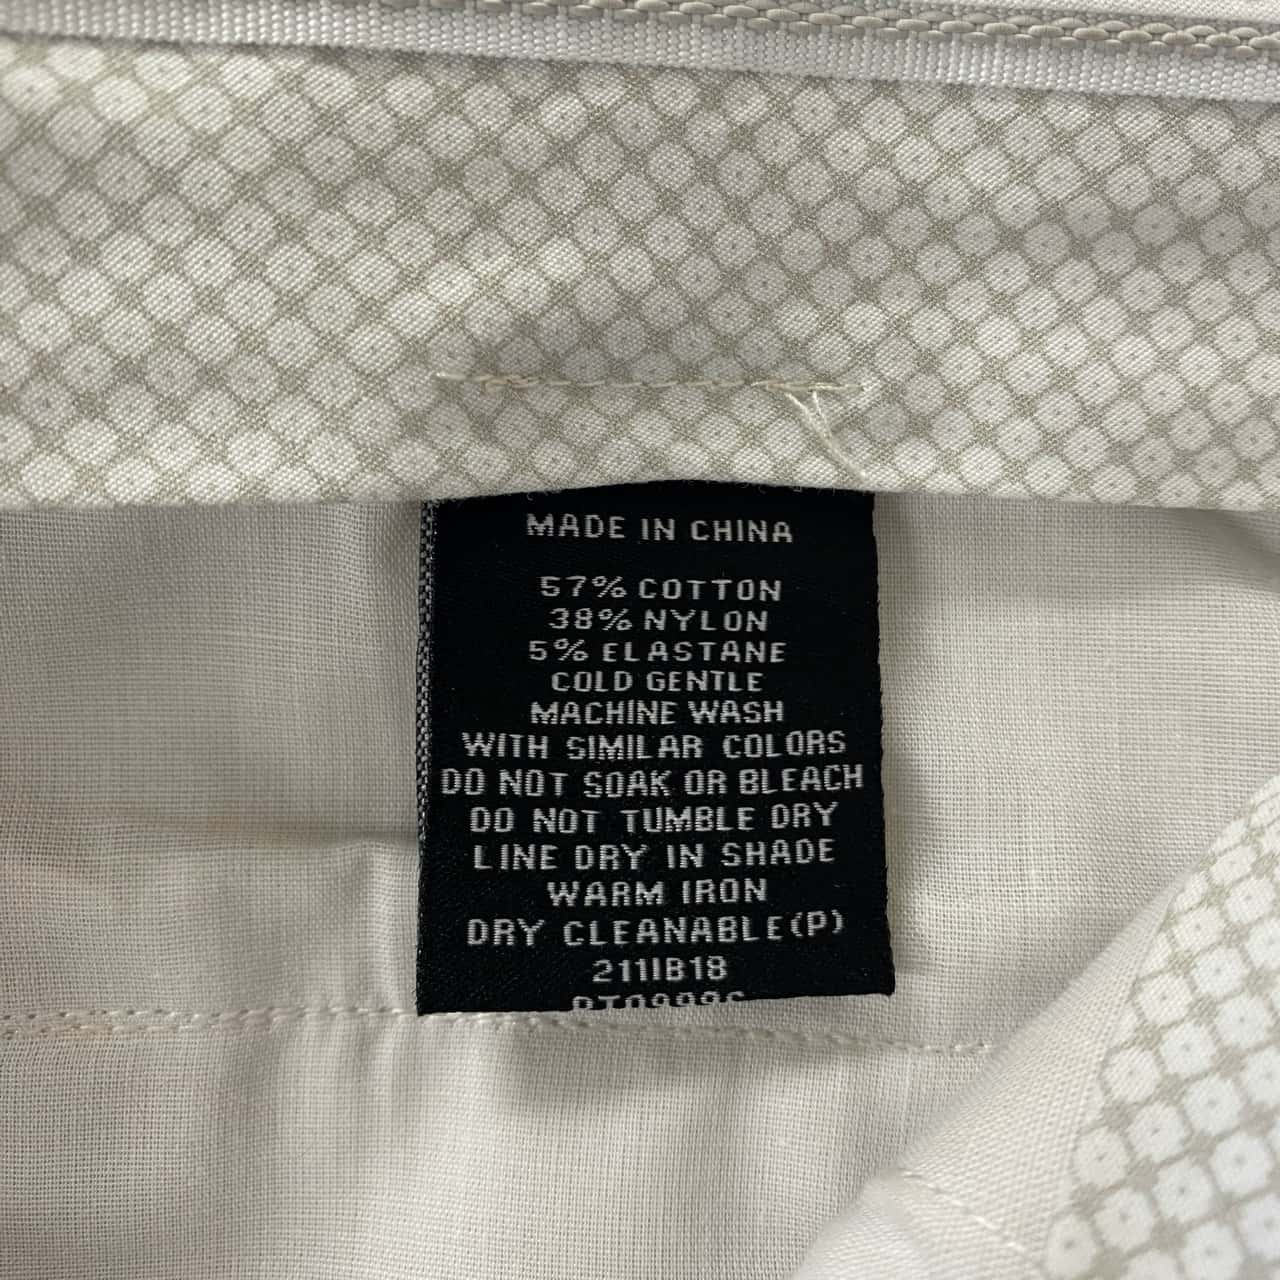 MADE IN CHINA
57% COTTON
38% NYLON
5% ELASTANE
COLD GENTLE
MACHINE WASH
WITH SIMILAR COLORS
DO NOT SOAK OR BLEACH
DO NOT TUMBLE DRY
LINE DRY IN SHADE
WARM IRON
DRY CLEANABLE(P)
211IB18